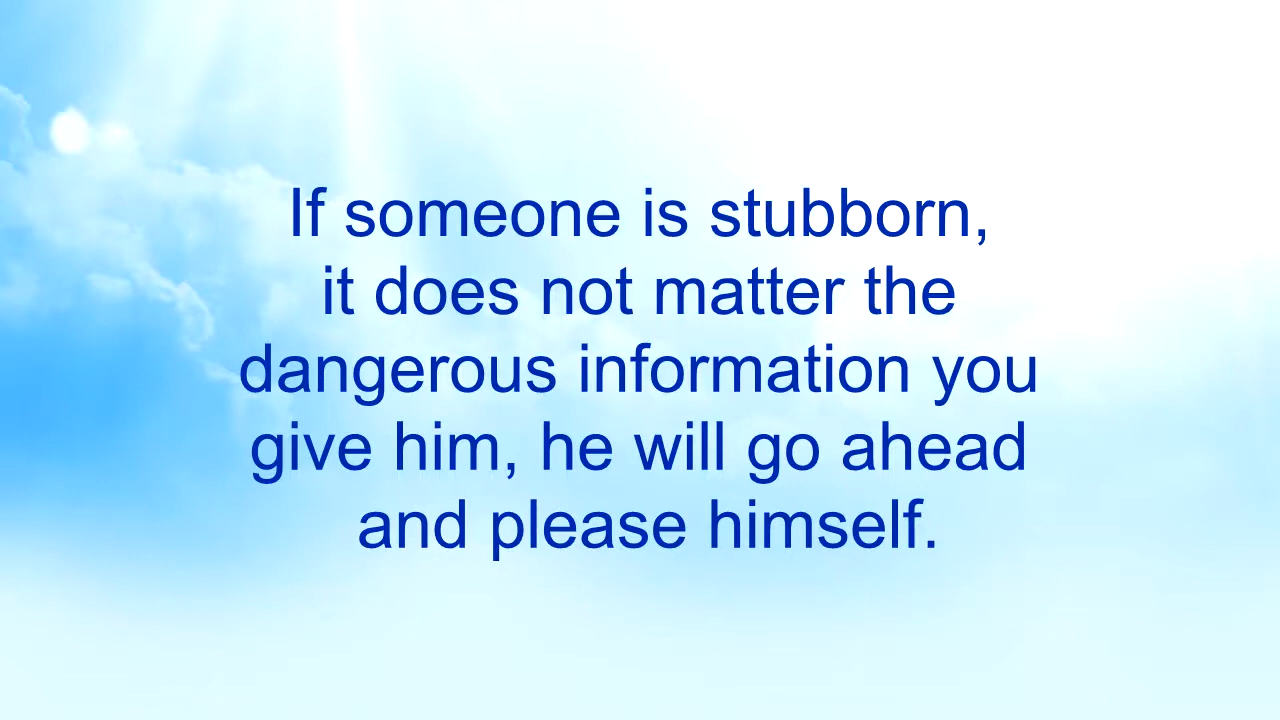 If someone is stubborn,
it does not matter the
dangerous information you
give him, he will go ahead
and please himself.